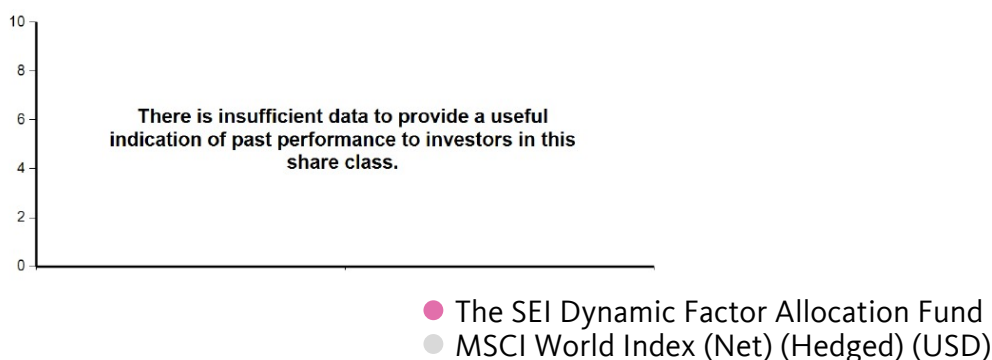 10
8
6
4
2
0
There is insufficient data to provide a useful
indication of past performance to investors in this
share class.
The SEI Dynamic Factor Allocation Fund
MSCI World Index (Net) (Hedged) (USD)